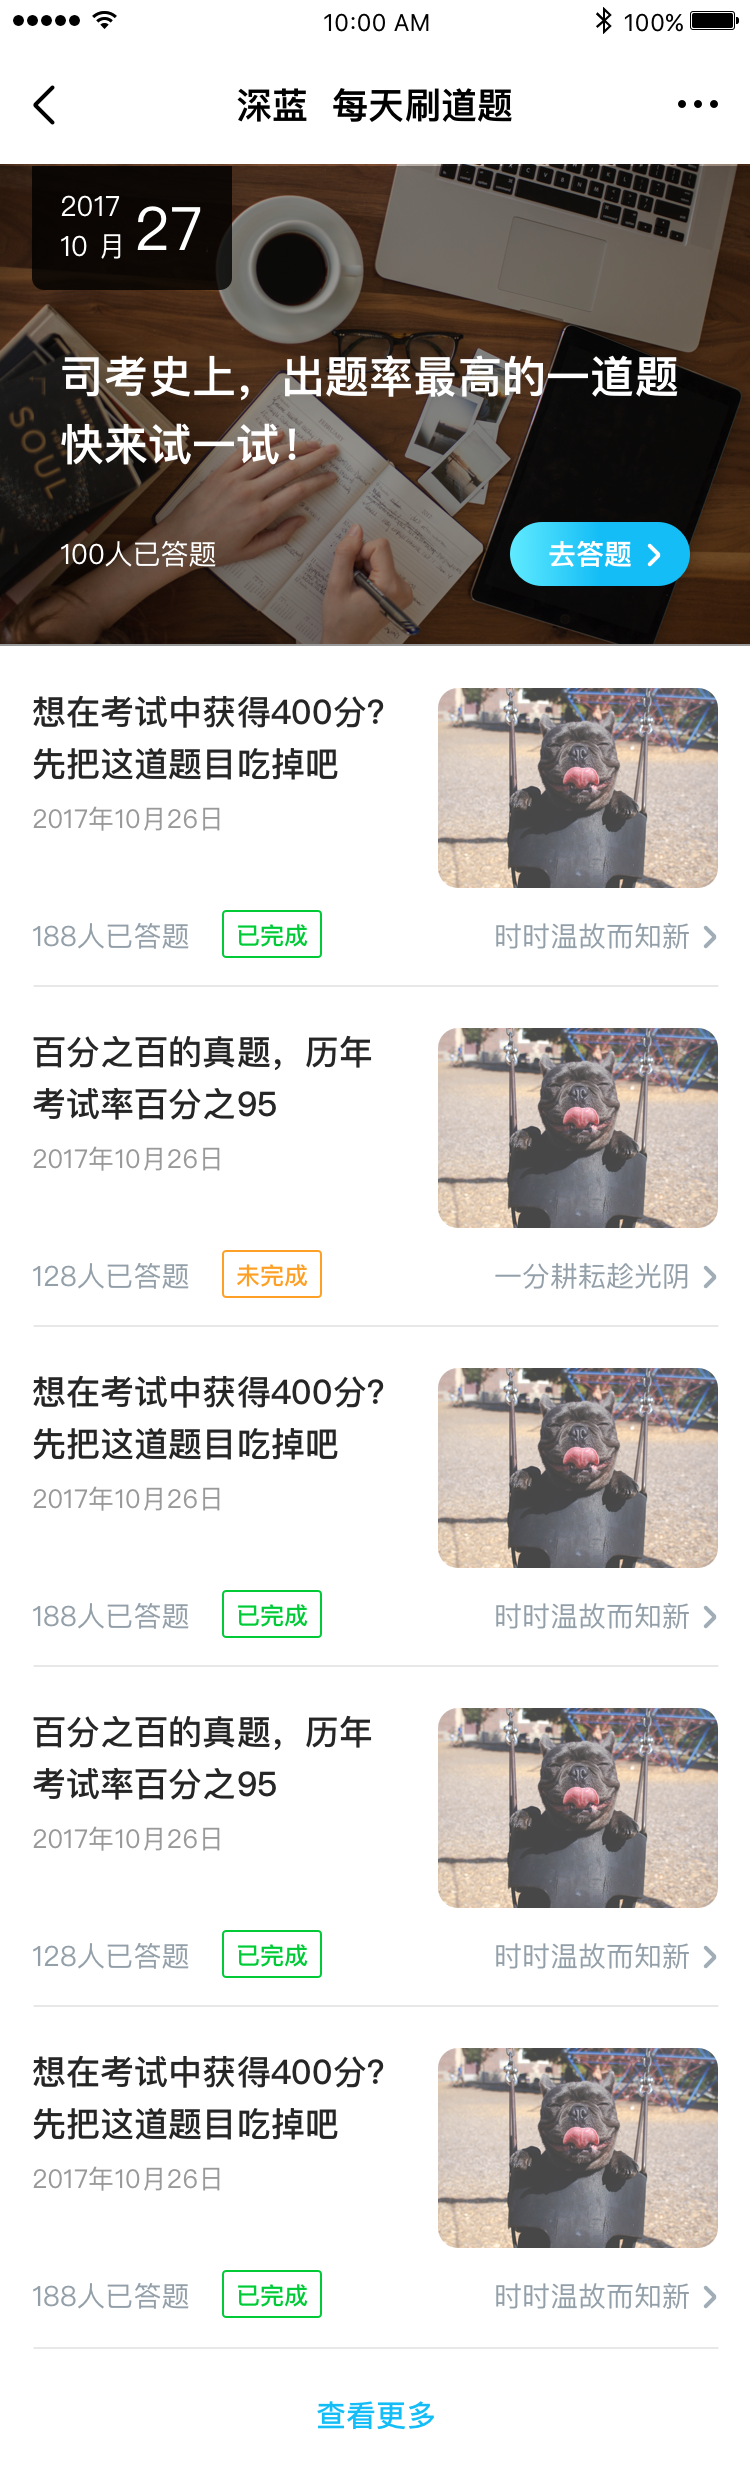 10:00 AM
100%
深蓝 每天刷道题
2017
10 月
27
司考史上，出题率最高的一道题
快来试一试！
SOUL
FEBRUARY
100人已答题
去答题
想在考试中获得400分?
先把这道题目吃掉吧
2017年10月26日
188人已答题
已完成
时时温故而知新
百分之百的真题，历年
考试率百分之95
2017年10月26日
128人已答题
未完成
一分耕耘趁光阴
想在考试中获得400分?
先把这道题目吃掉吧
2017年10月26日
188人已答题
已完成
时时温故而知新
百分之百的真题，历年
考试率百分之95
2017年10月26日
128人已答题
已完成
时时温故而知新
想在考试中获得400分?
先把这道题目吃掉吧
2017年10月26日
188人已答题
已完成
时时温故而知新
查看更多